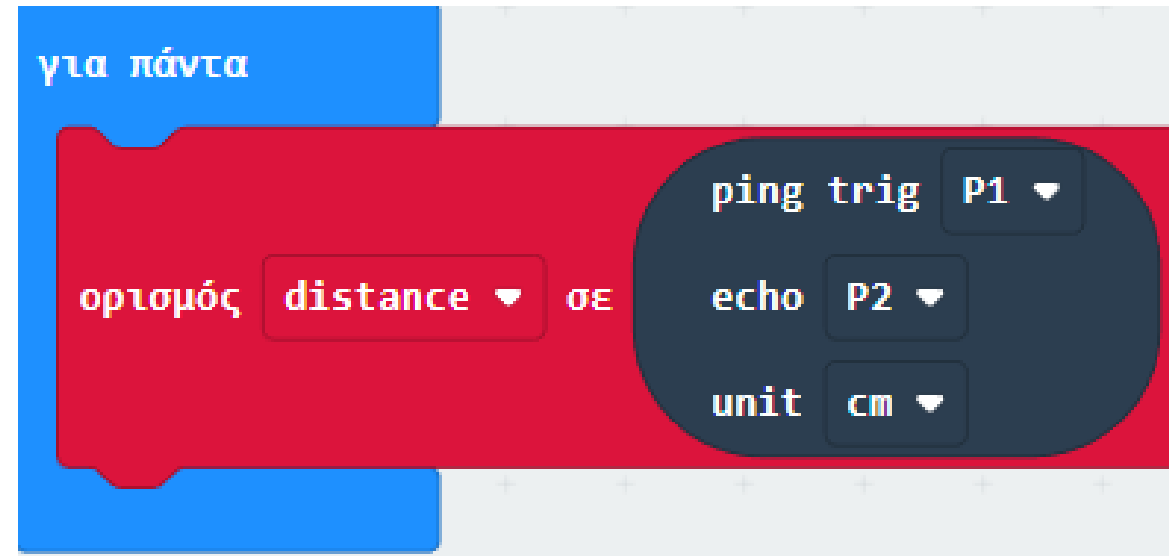 για πάντα
ping trig P1
ορισμός distance σε echo P2
unit cm